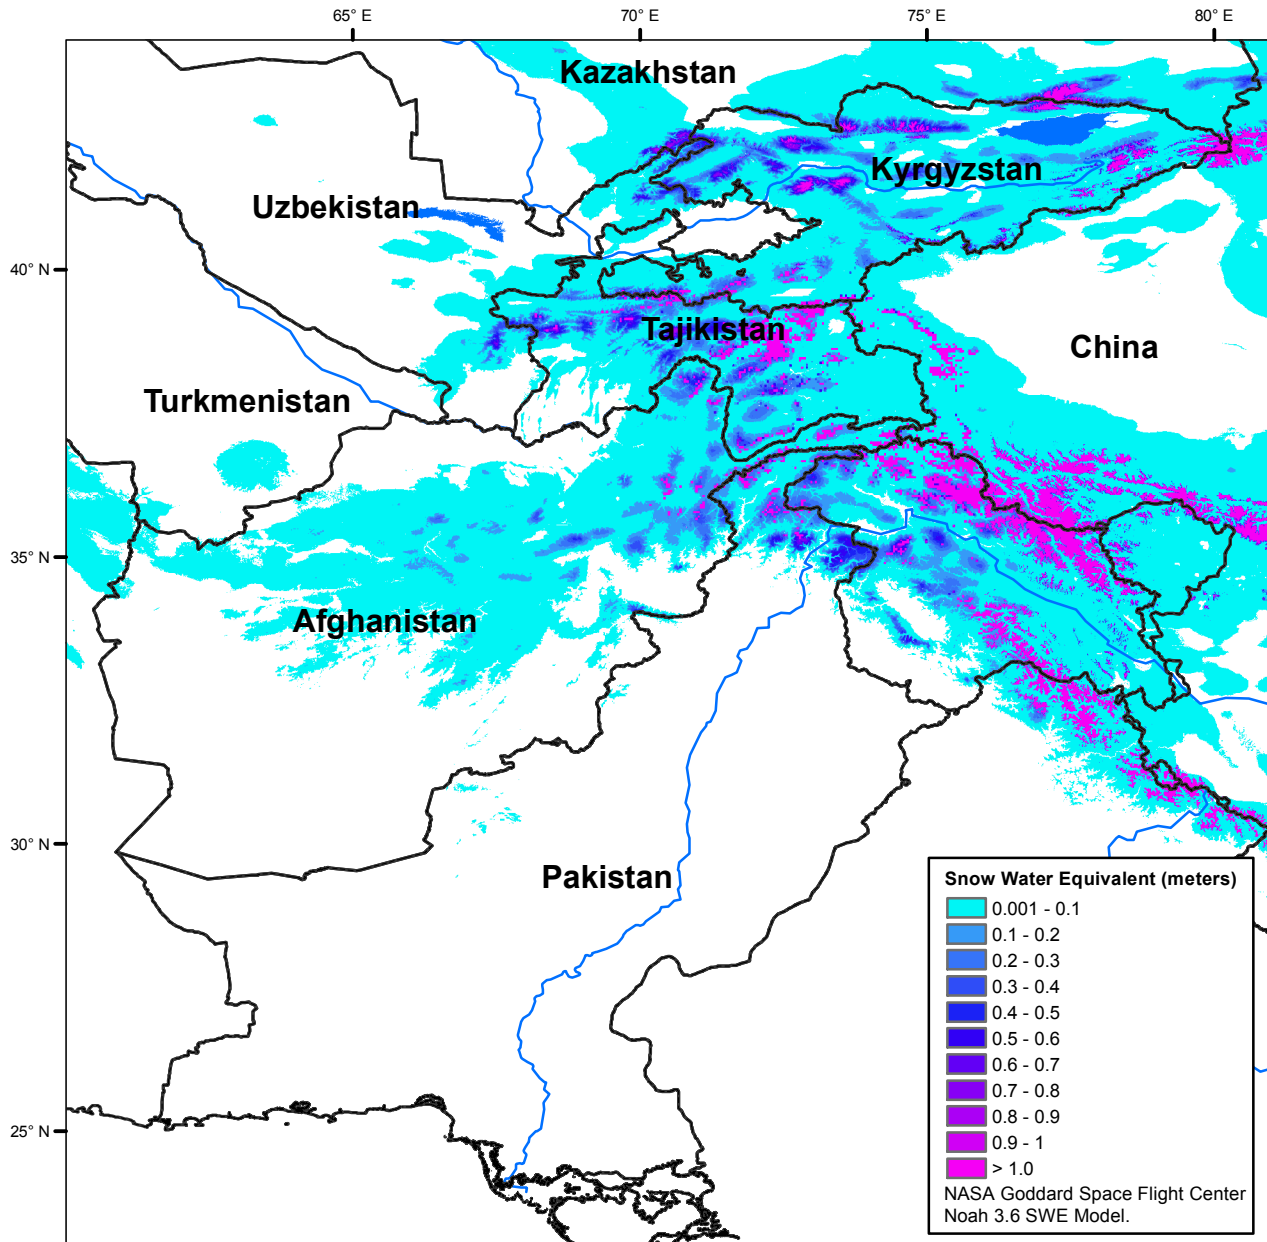 65° E
70° E
75° E
80° E
Kazakhstan
Kyrgyzstan
Uzbekistan
40° N
Tajikistan
China
Turkmenistan
35° N
Afghanistan
30° N
Pakistan
25° N
Snow Water Equivalent (meters)
0.001 - 0.1
0.1 - 0.2
0.2 - 0.3
0.3 - 0.4
0.4 - 0.5
0.5 - 0.6
0.6 - 0.7
0.7 - 0.8
0.8 - 0.9
0.9 - 1
> 1.0
NASA Goddard Space Flight Center
Noah 3.6 SWE Model.